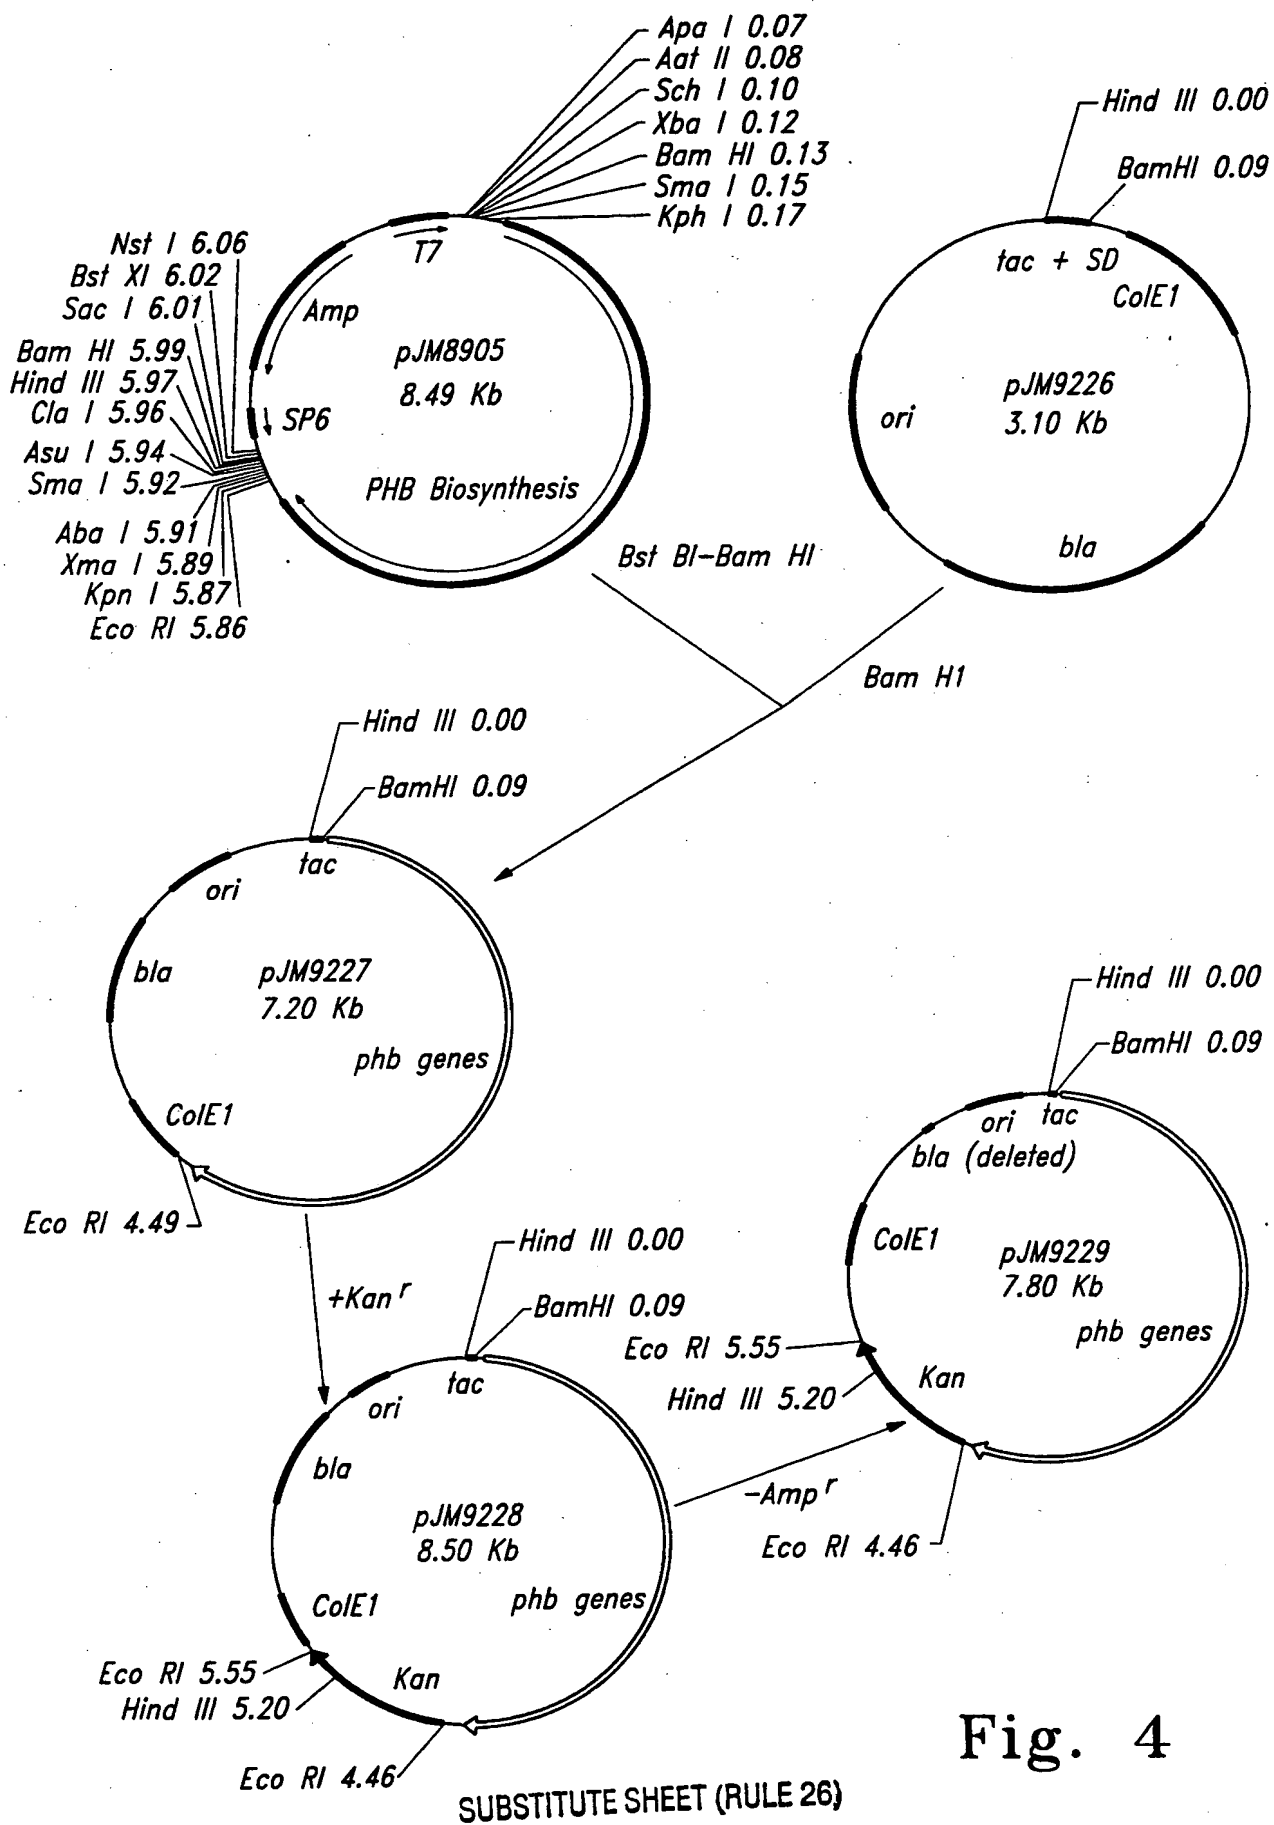 Apa I 0.07
Aat II 0.08
Sch I 0.10
Xba I 0.12
Bam HI 0.13
Sma I 0.15
Kph I 0.17
Nst I 6.06
Bst XI 6.02
Sac I 6.01
Bam HI 5.99
Hind III 5.97
Cla I 5.96
Asu I 5.94
Sma I 5.92
Aba I 5.91
Xma I 5.89
Kpn I 5.87
Eco RI 5.86
T7
Amp
pJM8905
8.49 Kb
SP6
PHB Biosynthesis
Hind III 0.00
BamHI 0.09
tac + SD
ColE1
pJM9226
3.10 Kb
ori
bla
Bst BI-Bam HI
Bam H1
Hind III 0.00
BamHI 0.09
tac
ori
bla
pJM9227
7.20 Kb
phb genes
ColE1
Eco RI 4.49
+Kan r
Hind III 0.00
BamHI 0.09
tac
ori
bla (deleted)
ColE1
pJM9229
7.80 Kb
phb genes
Eco RI 5.55
Hind III 5.20
Kan
Eco RI 4.46
-Amp r
Hind III 0.00
BamHI 0.09
tac
ori
bla
pJM9228
8.50 Kb
phb genes
ColE1
Eco RI 5.55
Hind III 5.20
Kan
Eco RI 4.46
Fig. 4
SUBSTITUTE SHEET (RULE 26)